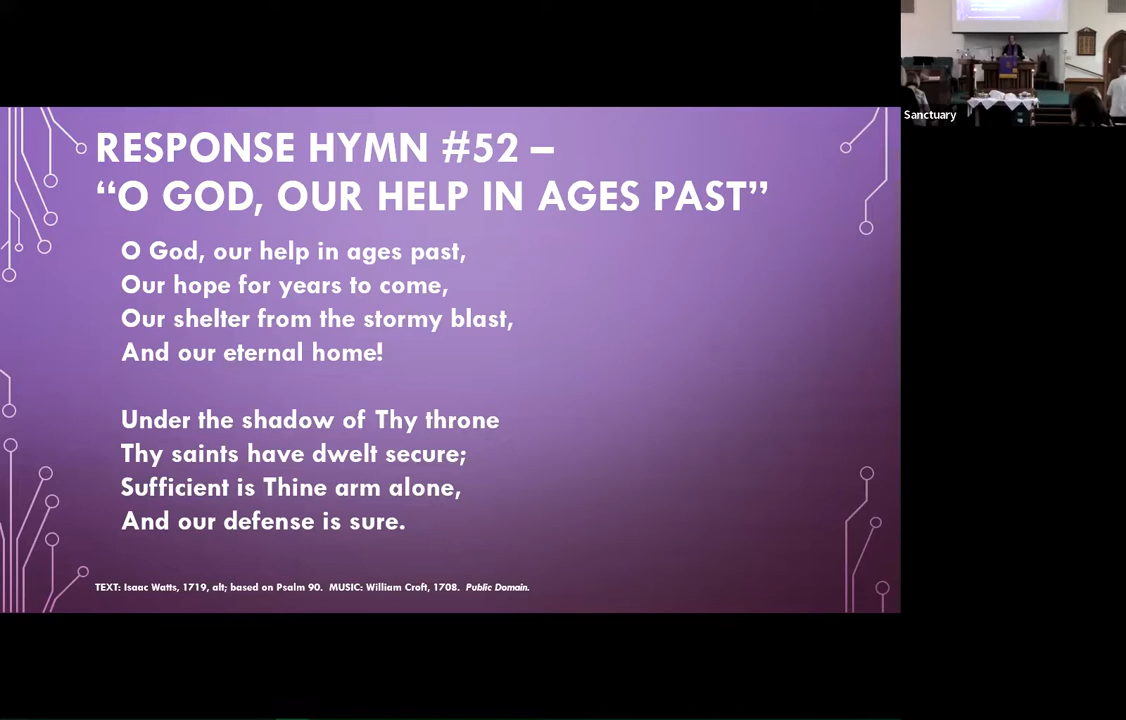 RESPONSE HYMN #52 –
“O GOD, OUR HELP IN AGES PAST”
O God, our help in ages past,
Our hope for years to come,
Our shelter from the stormy blast,
And our eternal home!
Under the shadow of Thy throne
Thy saints have dwelt secure;
Sufficient is Thine arm alone,
And our defense is sure.
TEXT: Isaac Watts, 1719, alt; based on Psalm 90. MUSIC: William Croft, 1708. Public Domain.
Sanctuary